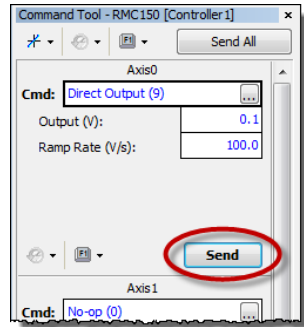 Command Tool - RMC150 [Controller1]
Send All
Axis0
Cmd: Direct Output (9) ...
Output (V): 0.1
Ramp Rate (V/s): 100.0
Send
Axis1
Cmd: No-op (0) ...